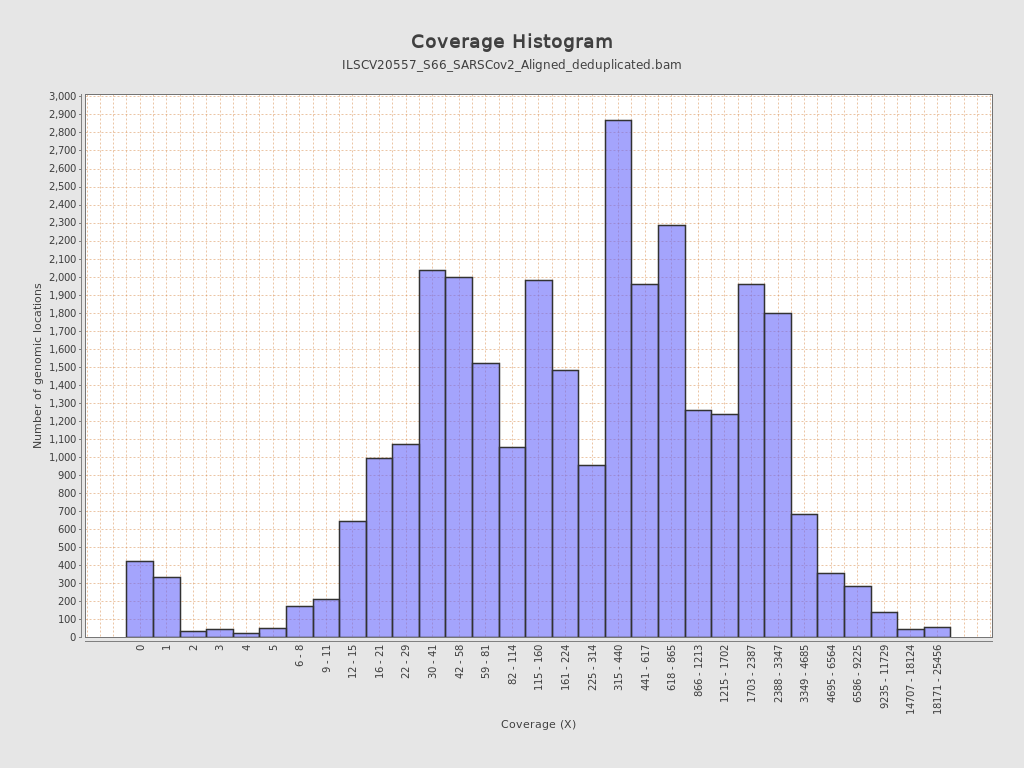 Coverage Histogram
ILSCV20557_S66_SARSCov2_Aligned_deduplicated.bam
Number of genomic locations
3,000
2,900
2,800
2,700
2,600
2,500
2,400
2,300
2,200
2,100
2,000
1,900
1,800
1,700
1,600
1,500
1,400
1,300
1,200
1,100
1,000
900
800
700
600
500
400
300
200
100
0
0
1
2
3
4
5
6 - 8
9 - 11
12 - 15
16 - 21
22 - 29
30 - 41
42 - 58
59 - 81
82 - 114
115 - 160
161 - 224
225 - 314
315 - 440
441 - 617
618 - 865
866 - 1213
1215 - 1702
1703 - 2387
2388 - 3347
3349 - 4685
4695 - 6564
6586 - 9225
9235 - 11729
14707 - 18124
18171 - 25456
Coverage (X)